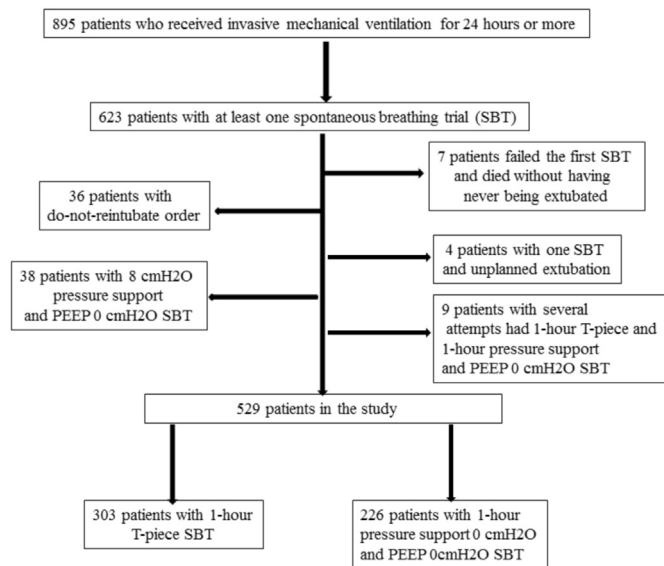 895 patients who received invasive mechanical ventilation for 24 hours or more
623 patients with at least one spontaneous breathing trial (SBT)
7 patients failed the first SBT
and died without having
never being extubated
36 patients with
do-not-reintubate order
4 patients with one SBT
and unplanned extubation
38 patients with 8 cmH2O
pressure support
and PEEP 0 cmH2O SBT
9 patients with several
attempts had 1-hour T-piece and
1-hour pressure support
and PEEP 0 cmH2O SBT
529 patients in the study
303 patients with 1-hour
T-piece SBT
226 patients with 1-hour
pressure support 0 cmH2O
and PEEP 0cmH2O SBT